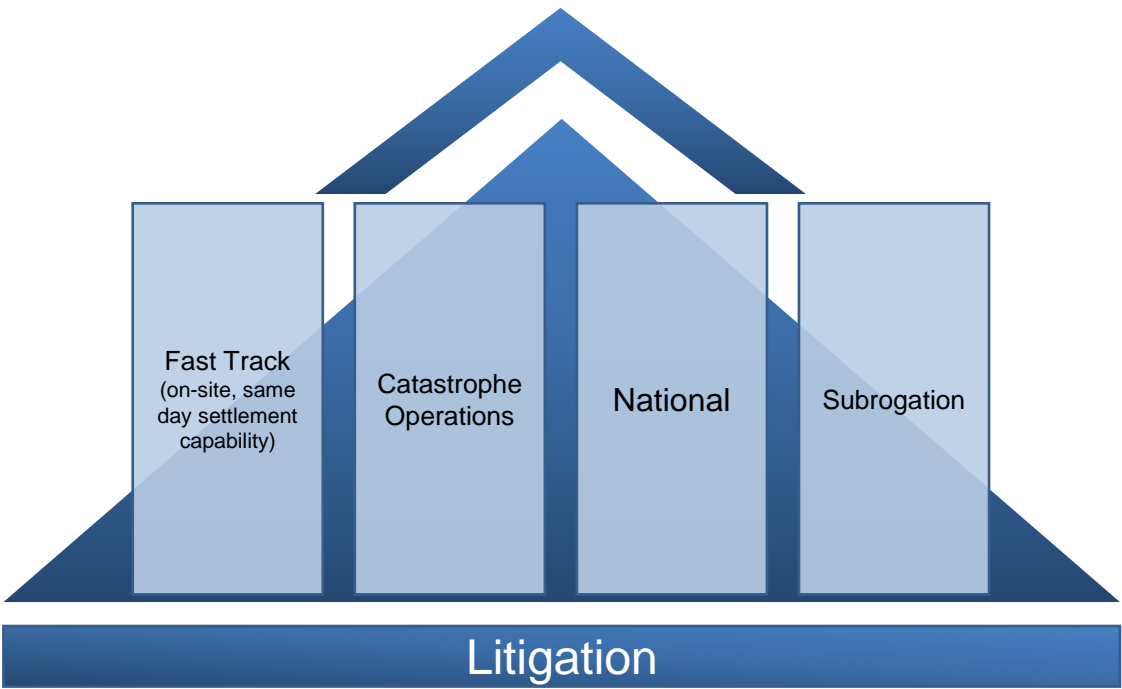 Fast Track
(on-site, same
day settlement
capability)
Catastrophe
Operations
National
Subrogation
Litigation